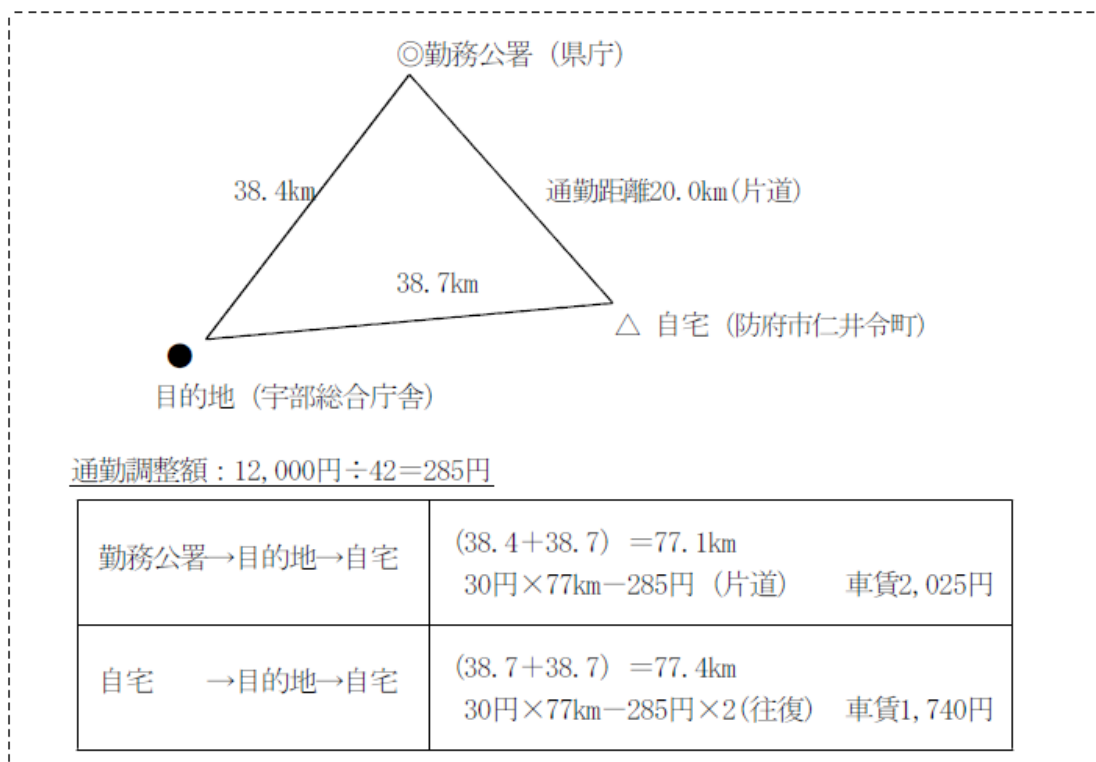 ◎勤務公署（県庁）
38.4km
通勤距離20.0km(片道)
38.7km
△ 自宅（防府市仁井令町）
●
目的地（宇部総合庁舎）
通勤調整額：12,000円÷42＝285円
勤務公署→目的地→自宅
（38.4＋38.7）＝77.1km
30円×77km－285円（片道） 車賃2,025円
自宅　　→目的地→自宅
（38.7＋38.7）＝77.4km
30円×77km－285円×2(往復) 車賃1,740円